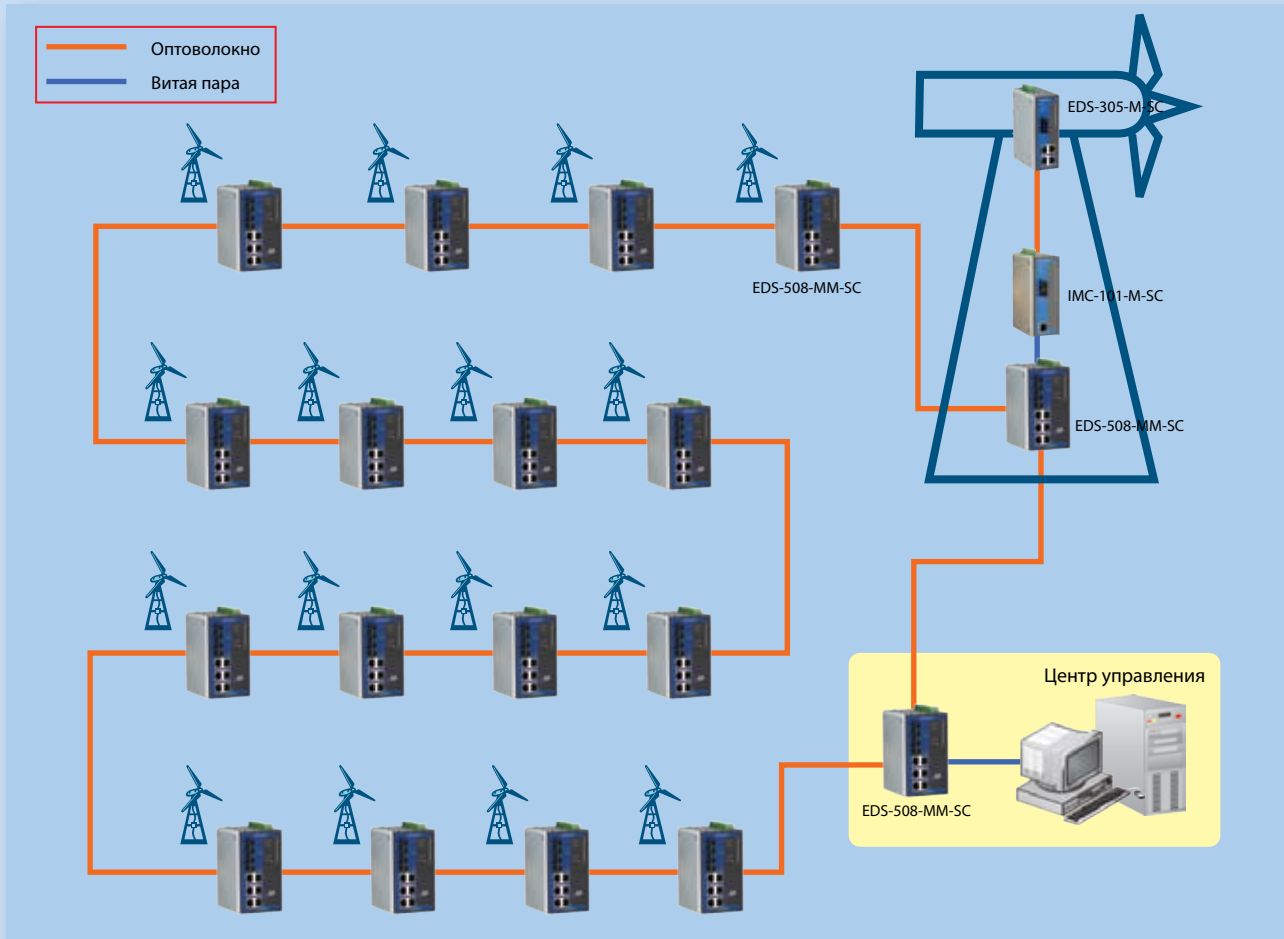 Оптоволокно
Витая пара
EDS-305-M-SC
EDS-508-MM-SC
IMC-101-M-SC
EDS-508-MM-SC
Центр управления
EDS-508-MM-SC